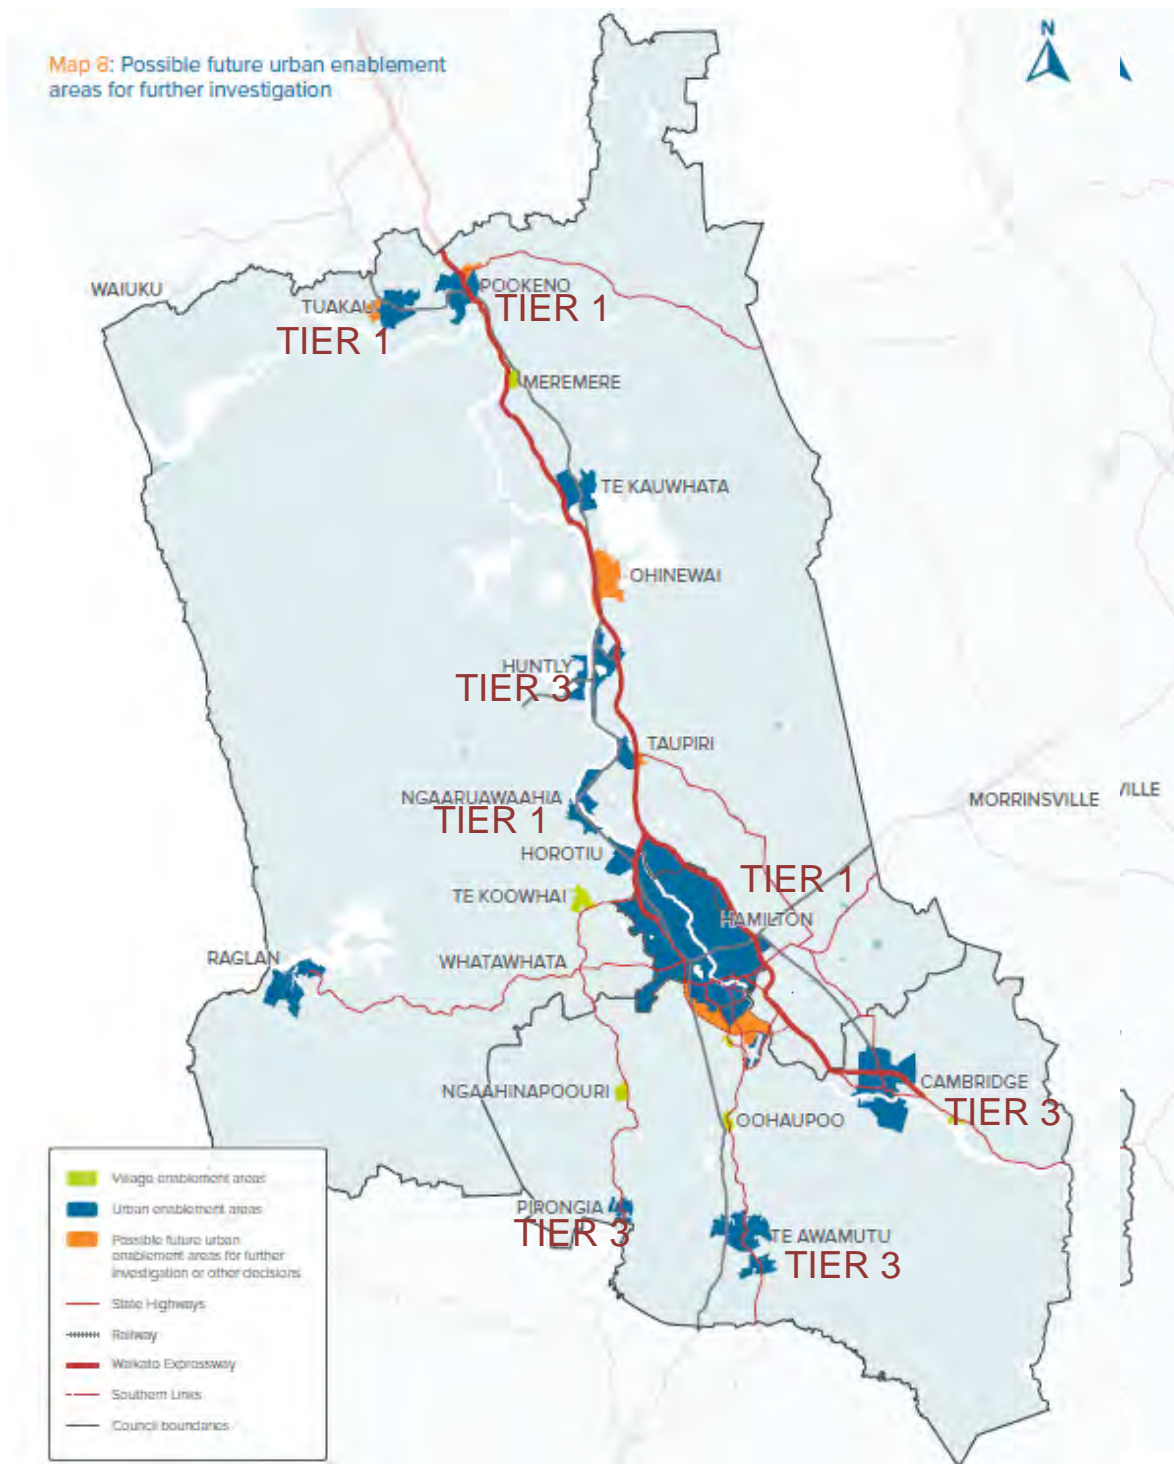 Map 8: Possible future urban enablement
areas for further investigation
N
WAIUKU
POOKENO
TIER 1
TUAKAU
TIER 1
MEREMERE
TE KAUWHATA
OHINEWAI
HUNTLY
TIER 3
TAUPIRI
NGAARUAWAAHIA
TIER 1
MORRINSVILLE
VILLE
HOROTIU
TIER 1
TE KOOWHAI
HAMILTON
RAGLAN
WHATAWHATA
NGAAHINAPOOURI
CAMBRIDGE
TIER 3
OOHAUPOO
PIRONGIA
TIER 3
TE AWAMUTU
TIER 3
Village enablement areas
Urban enablement areas
Possible future urban
enablement areas for further
investigation or other decisions
State Highways
Railway
Waikato Expressway
Southern Links
Council boundaries